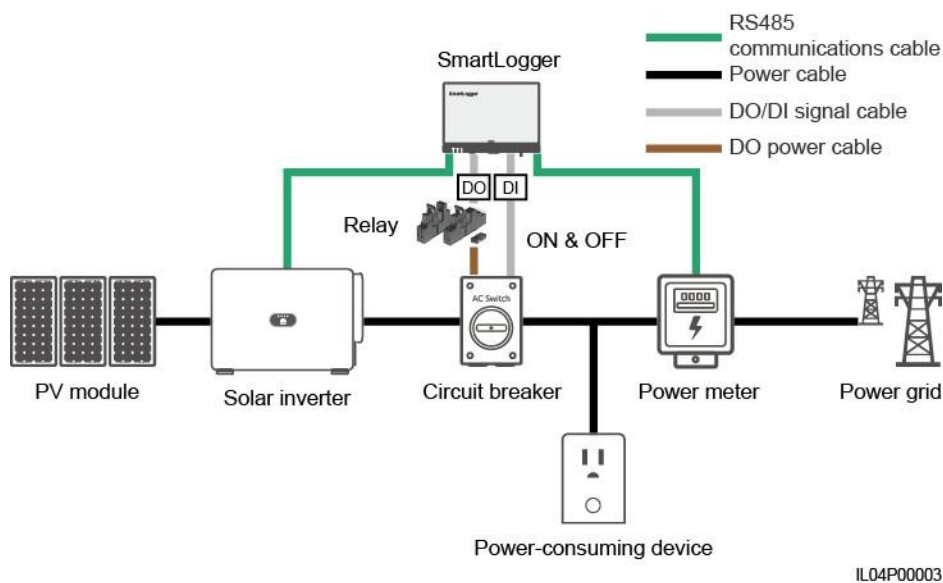 RS485
communications cable
Power cable
DO/DI signal cable
DO power cable
SmartLogger
SmartLogger
DO
DI
Relay
ON & OFF
AC Switch
PV module
Solar inverter
Circuit breaker
Power meter
Power grid
Power-consuming device
IL04P00003